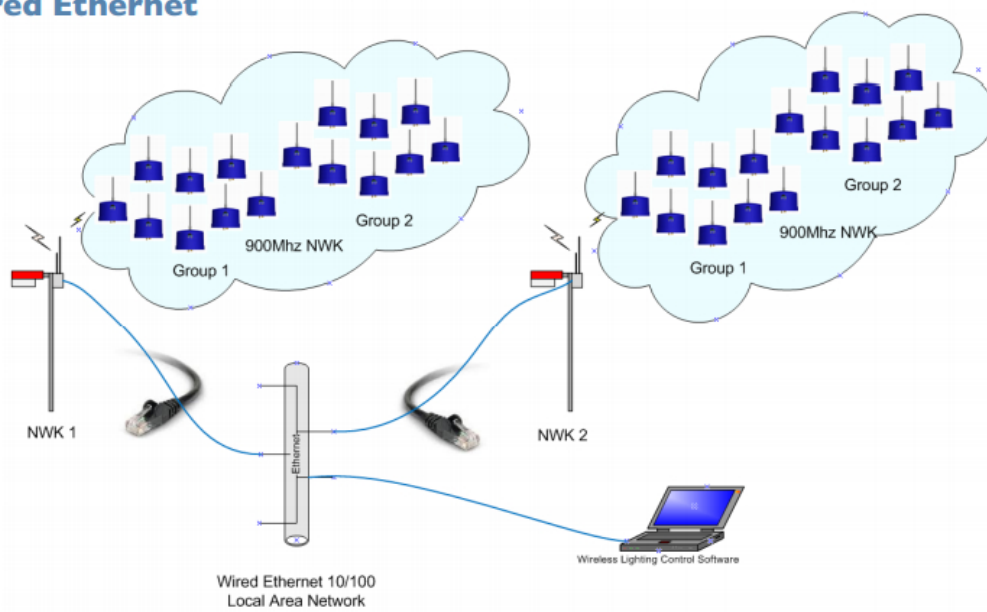 red Ethernet
Group 2
Group 2
900Mhz NWK
900Mhz NWK
Group 1
Group 1
NWK 1
NWK 2
Ethernet
Wireless Lighting Control Software
Wired Ethernet 10/100
Local Area Network